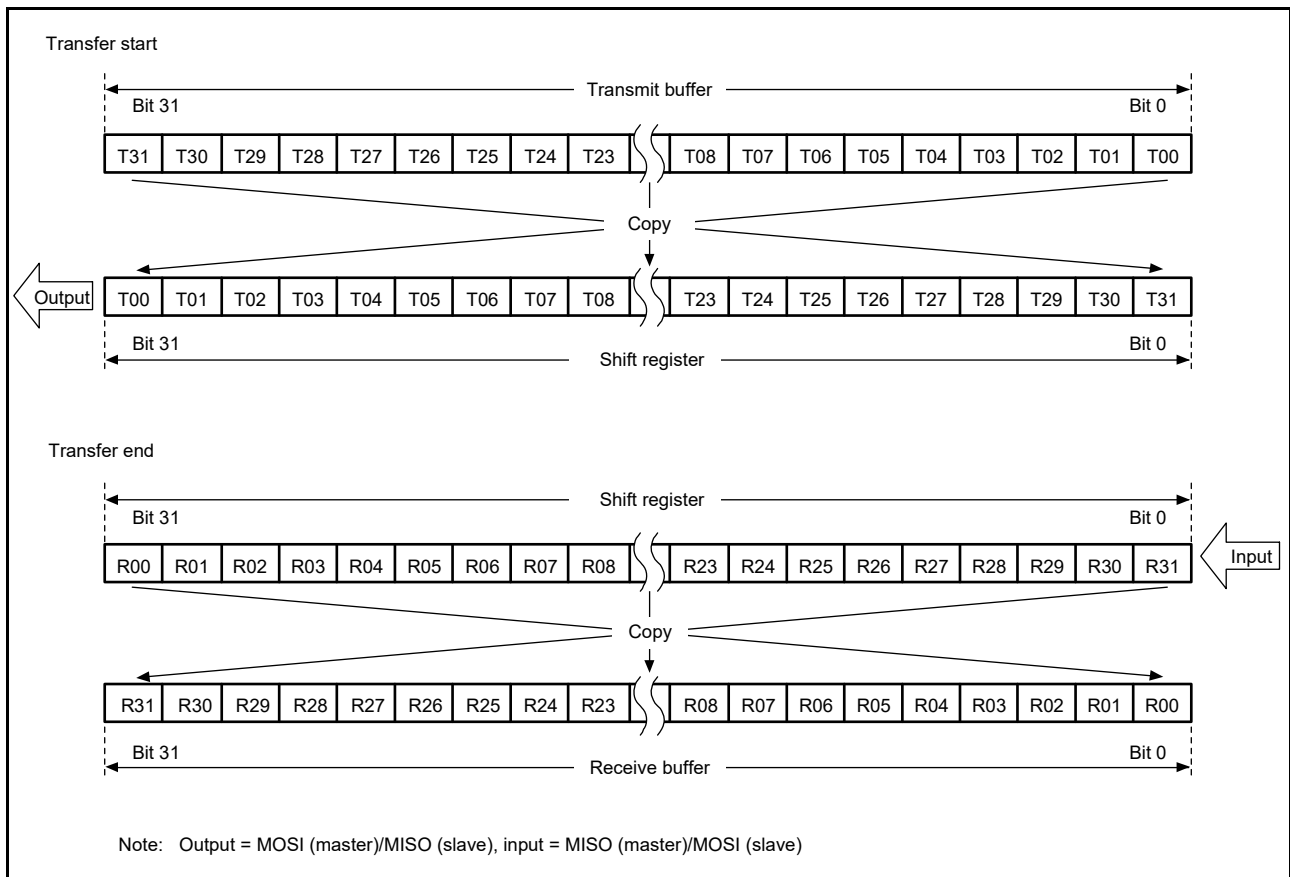 Transfer start
Transmit buffer
Bit 31 Bit 0
T31 T30 T29 T28 T27 T26 T25 T24 T23 T08 T07 T06 T05 T04 T03 T02 T01 T00
Copy
Output T00 T01 T02 T03 T04 T05 T06 T07 T08 T23 T24 T25 T26 T27 T28 T29 T30 T31
Bit 31 Bit 0
Shift register
Transfer end
Shift register
Bit 31 Bit 0
R00 R01 R02 R03 R04 R05 R06 R07 R08 R23 R24 R25 R26 R27 R28 R29 R30 R31 Input
Copy
R31 R30 R29 R28 R27 R26 R25 R24 R23 R08 R07 R06 R05 R04 R03 R02 R01 R00
Bit 31 Bit 0
Receive buffer
Note: Output = MOSI (master)/MISO (slave), input = MISO (master)/MOSI (slave)